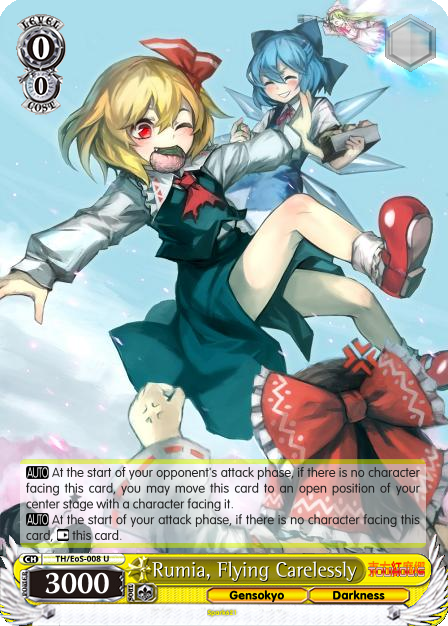 LEVEL
0
0
COST
AUTO At the start of your opponent's attack phase, if there is no character
facing this card, you may move this card to an open position of your
center stage with a character facing it.
AUTO At the start of your attack phase, if there is no character facing this
card, this card.
CH TH/EoS-008 U
POWER 3000 SOUL Rumia, Flying Carelessly
Gensokyo Darkness